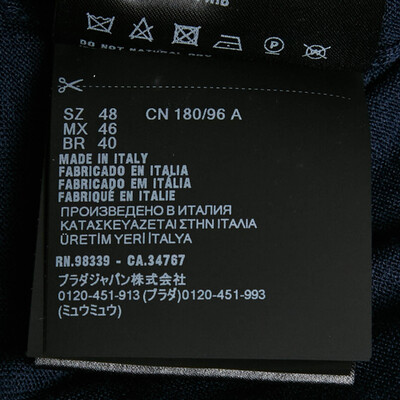 DO NOT NATURAL DRY
SZ 48 CN 180/96 A
MX 46
BR 40
MADE IN ITALY
FABRICADO EN ITALIA
FABRICADO EM ITÁLIA
FABRIQUÉ EN ITALIE
ПРОИЗВЕДЕНО В ИТАЛИЯ
ΚΑΤΑΣΚΕΥΑΖΕΤΑΙ ΣΤΗΝ ΙΤΑΛΙΑ
ÜRETİM YERİ İTALYA
RN.98339 - CA.34767
プラダジャパン株式会社
0120-451-913 (プラダ) 0120-451-993
(ミュウミュウ)